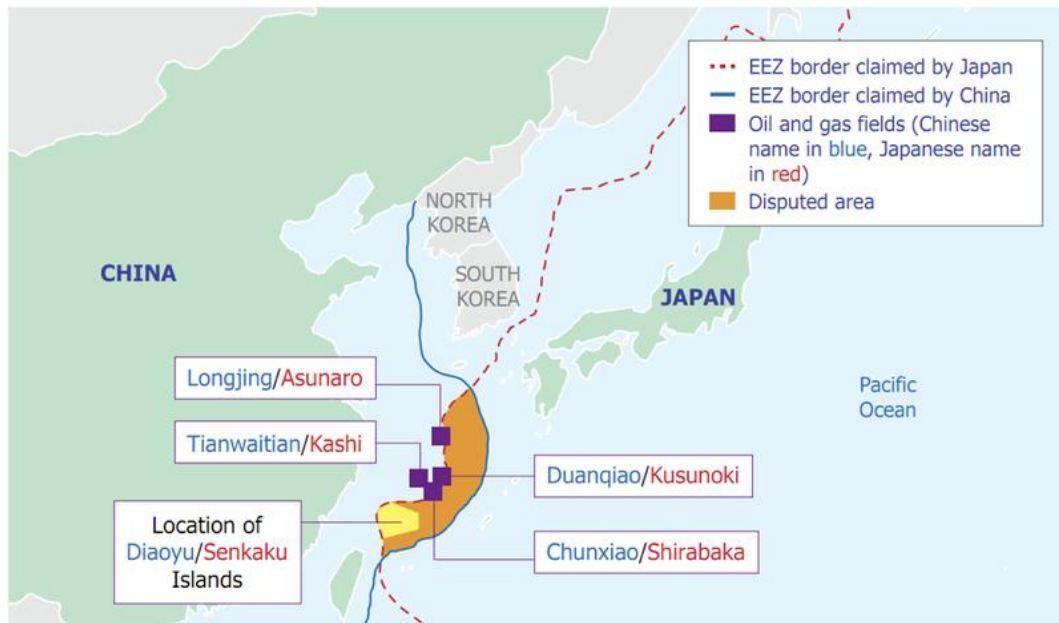 EEZ border claimed by Japan
EEZ border claimed by China
Oil and gas fields (Chinese
name in blue, Japanese name
in red)
Disputed area
NORTH
KOREA
CHINA
SOUTH
KOREA
JAPAN
Longjing/Asunaro
Pacific
Ocean
Tianwaitian/Kashi
Duanqiao/Kusunoki
Location of
Diaoyu/Senkaku
Islands
Chunxiao/Shirabaka